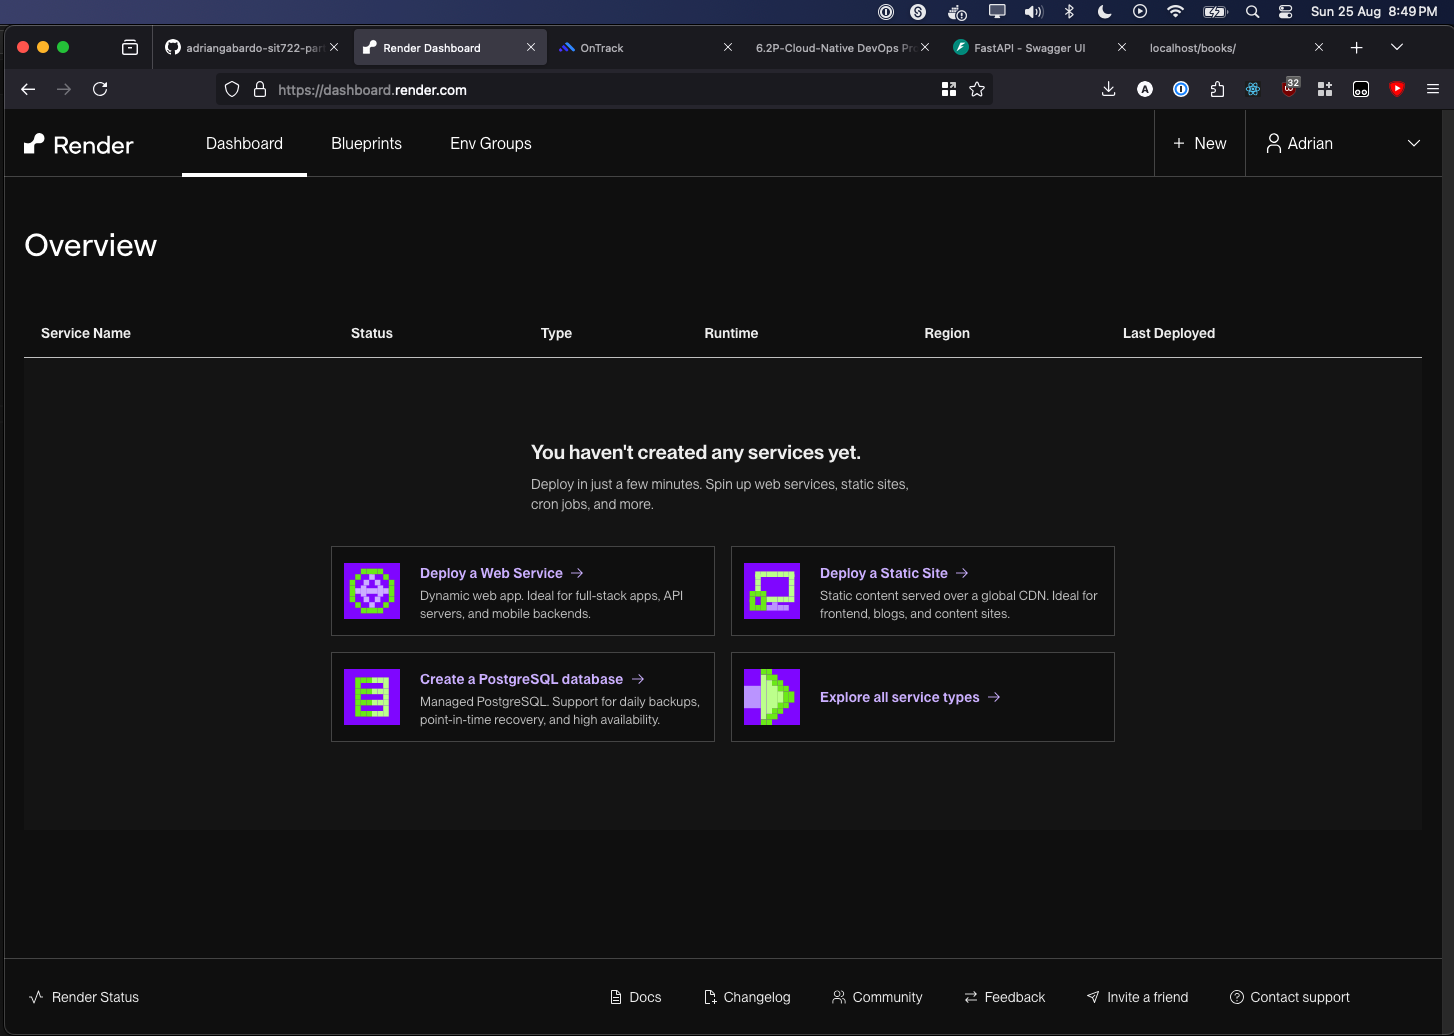 Sun 25 Aug 8:49 PM
adriangabardo-sit722-par
Render Dashboard
OnTrack
6.2P-Cloud-Native DevOps Pr
FastAPI - Swagger UI
localhost/books/
https://dashboard.render.com
A
32
Render
Dashboard
Blueprints
Env Groups
+ New
Adrian
Overview
Service Name
Status
Type
Runtime
Region
Last Deployed
You haven't created any services yet.
Deploy in just a few minutes. Spin up web services, static sites,
cron jobs, and more.
Deploy a Web Service →
Dynamic web app. Ideal for full-stack apps, API
servers, and mobile backends.
Deploy a Static Site →
Static content served over a global CDN. Ideal for
frontend, blogs, and content sites.
Create a PostgreSQL database →
Managed PostgreSQL. Support for daily backups,
point-in-time recovery, and high availability.
Explore all service types →
Render Status
Docs
Changelog
Community
Feedback
Invite a friend
Contact support